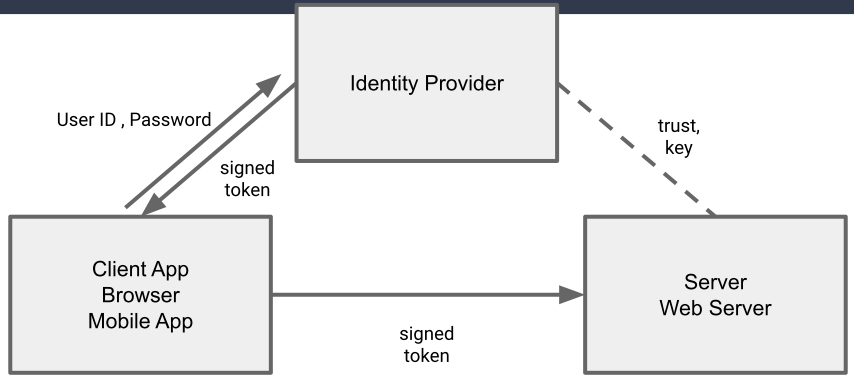 Identity Provider
User ID , Password
trust,
key
signed
token
Client App
Browser
Mobile App
Server
Web Server
signed
token